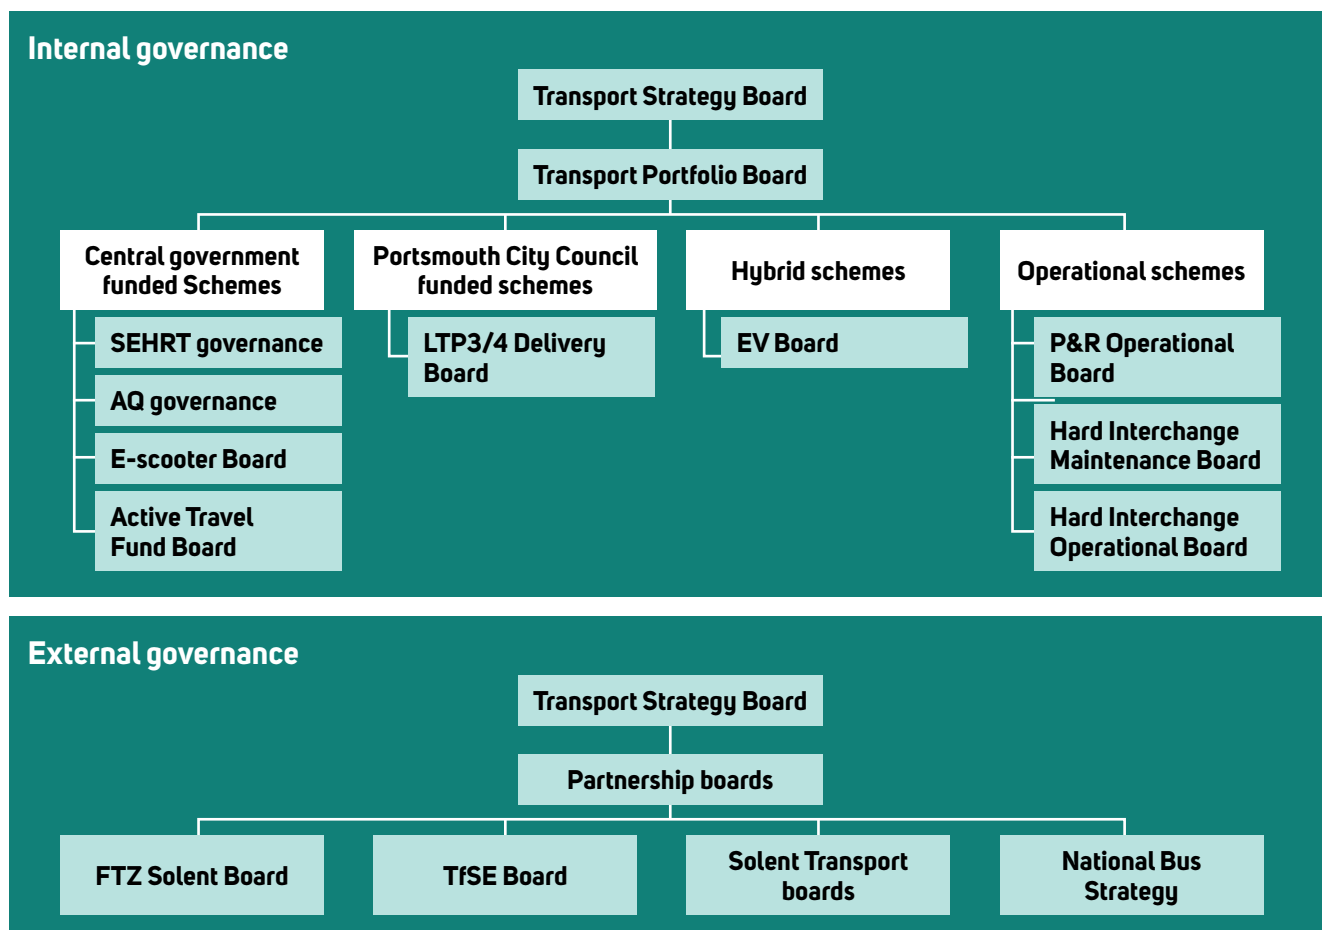 Internal governance
Transport Strategy Board
Transport Portfolio Board
Central government
funded Schemes
SEHRT governance
AQ governance
E-scooter Board
Active Travel
Fund Board
Portsmouth City Council
funded schemes
LTP3/4 Delivery
Board
Hybrid schemes
EV Board
Operational schemes
P&R Operational
Board
Hard Interchange
Maintenance Board
Hard Interchange
Operational Board
External governance
Transport Strategy Board
Partnership boards
FTZ Solent Board
TfSE Board
Solent Transport
boards
National Bus
Strategy